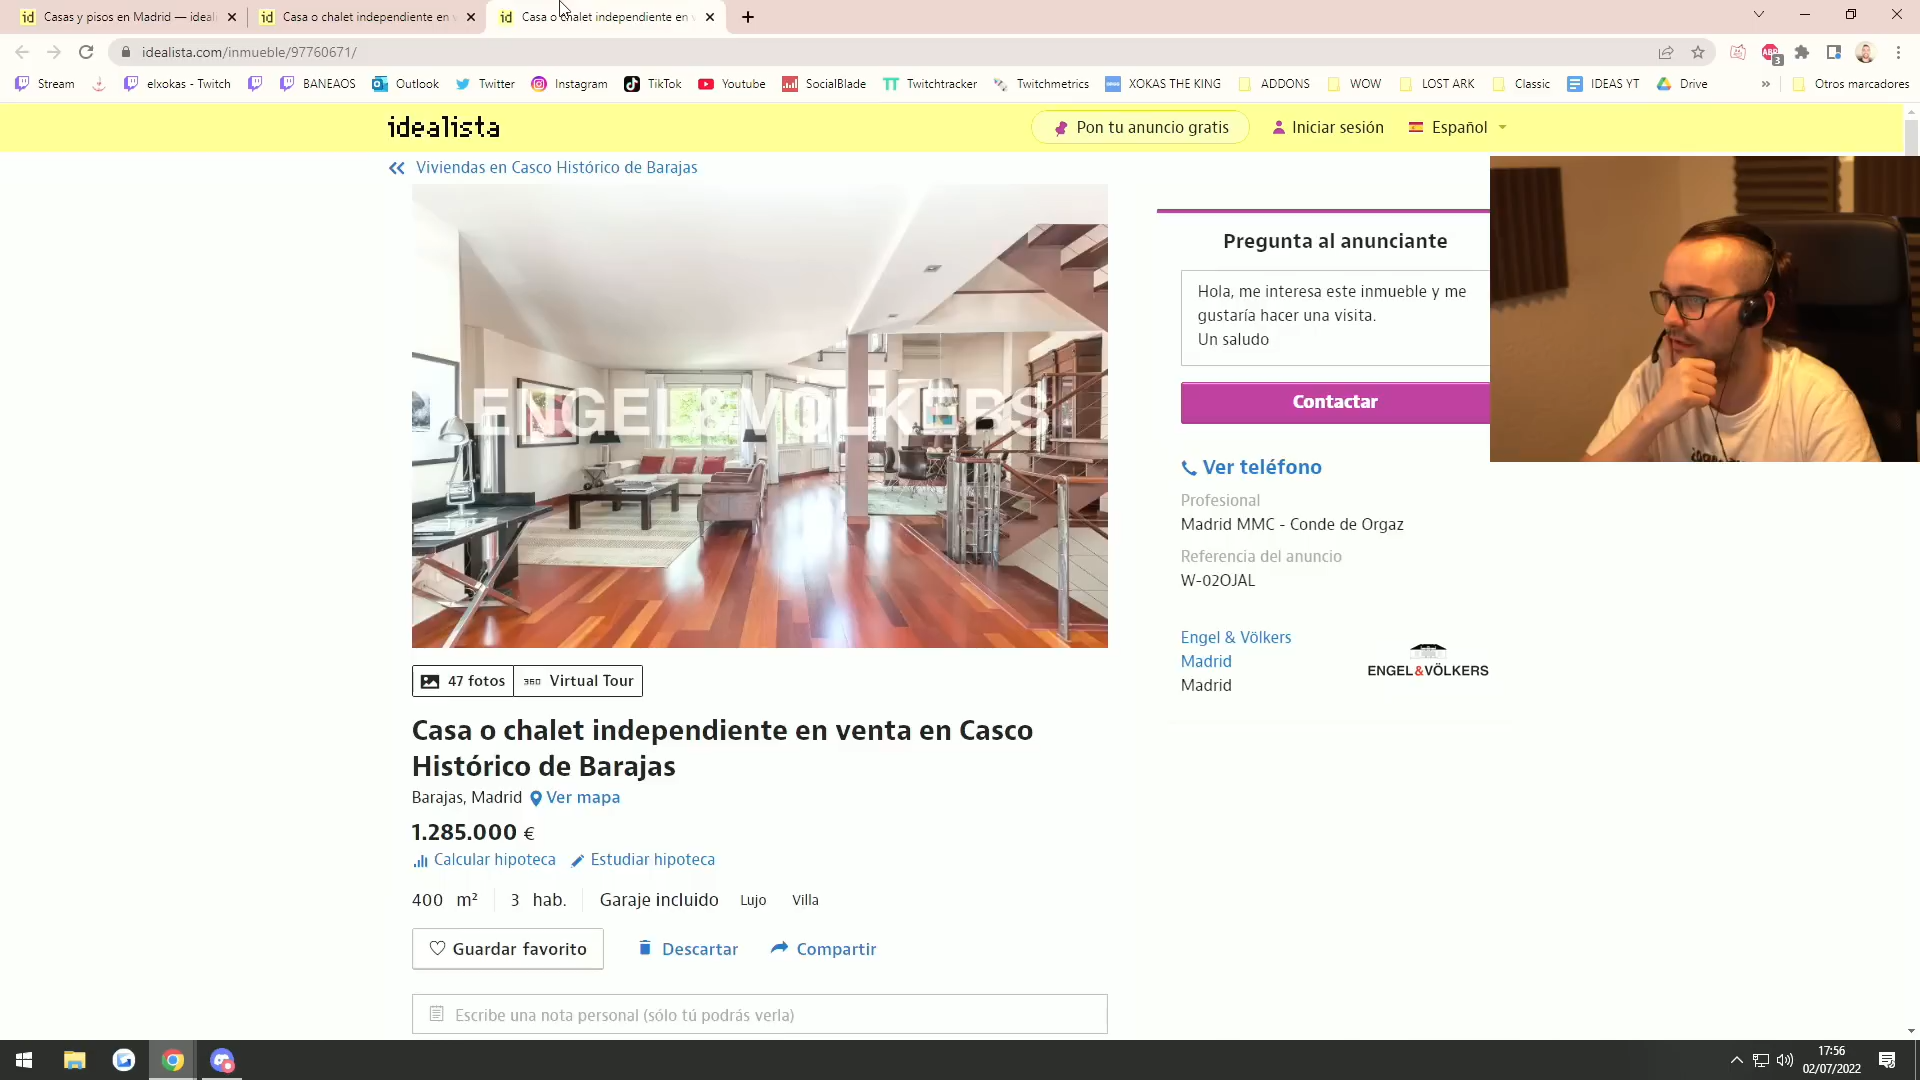 Casas y pisos en Madrid — ideali
Casa o chalet independiente en v
Casa o chalet independiente en v
idealista.com/inmueble/97760671/
ABP
3
Stream
elxokas - Twitch
BANEAOS
Outlook
Twitter
Instagram
TikTok
Youtube
SocialBlade
Twitchtracker
Twitchmetrics
XOKAS THE KING
ADDONS
WOW
LOST ARK
Classic
IDEAS YT
Drive
»
Otros marcadores
idealista
Pon tu anuncio gratis
Iniciar sesión
Español
Viviendas en Casco Histórico de Barajas
ENGEL&VÖLKERS
47 fotos
360 Virtual Tour
Casa o chalet independiente en venta en Casco
Histórico de Barajas
Barajas, Madrid
Ver mapa
1.285.000 €
Calcular hipoteca
Estudiar hipoteca
400 m²
3 hab.
Garaje incluido
Lujo
Villa
Guardar favorito
Descartar
Compartir
Escribe una nota personal (sólo tú podrás verla)
Pregunta al anunciante
Hola, me interesa este inmueble y me
gustaría hacer una visita.
Un saludo
Contactar
Ver teléfono
Profesional
Madrid MMC - Conde de Orgaz
Referencia del anuncio
W-02OJAL
Engel & Völkers
Madrid
Madrid
ENGEL&VÖLKERS
17:56
02/07/2022